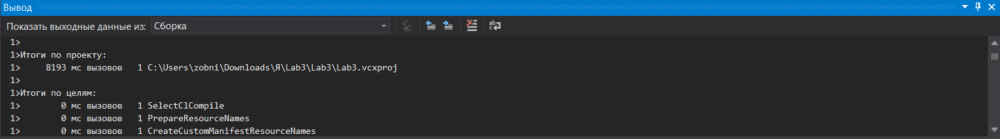 Вывод
Показать выходные данные из: Сборка
1>
1>Итоги по проекту:
1>     8193 мс вызовов   1 C:\Users\zobni\Downloads\Я\Lab3\Lab3\Lab3.vcxproj
1>
1>Итоги по целям:
1>        0 мс вызовов   1 SelectClCompile
1>        0 мс вызовов   1 PrepareResourceNames
1>        0 мс вызовов   1 CreateCustomManifestResourceNames